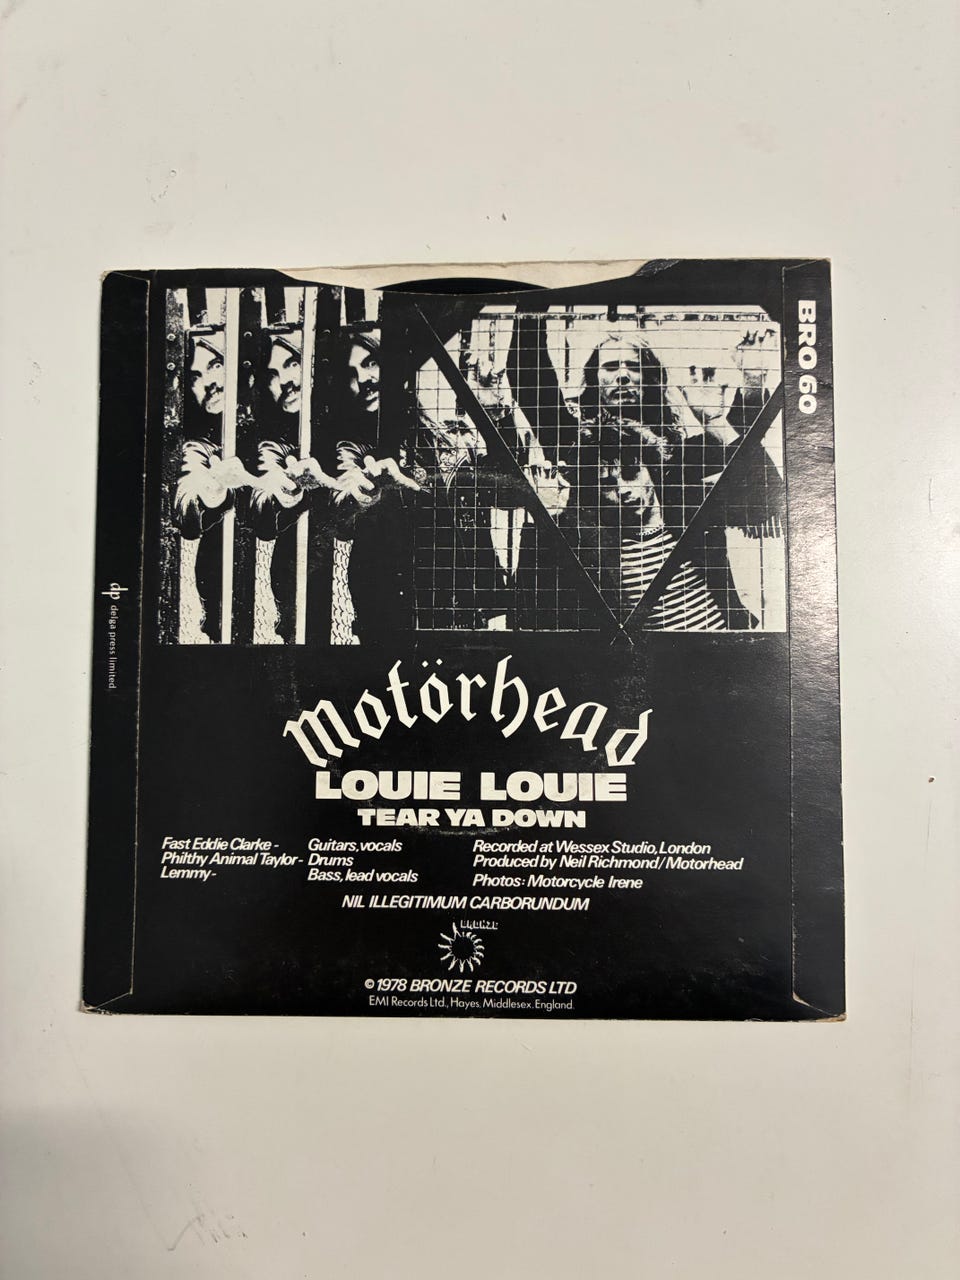 BRO 60
dp delga press limited.
Motörhead
LOUIE LOUIE
TEAR YA DOWN
Fast Eddie Clarke - Guitars, vocals
Philthy Animal Taylor - Drums
Lemmy - Bass, lead vocals
Recorded at Wessex Studio, London
Produced by Neil Richmond/Motorhead
Photos: Motorcycle Irene
NIL ILLEGITIMUM CARBORUNDUM
BRONZE
© 1978 BRONZE RECORDS LTD
EMI Records Ltd., Hayes. Middlesex. England.